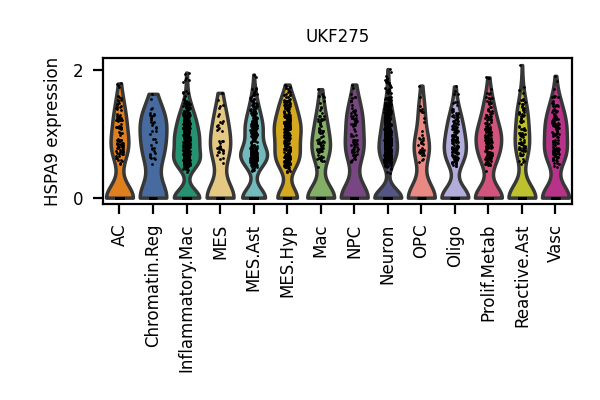 UKF275
HSPA9 expression
2
0
AC
Chromatin.Reg
Inflammatory.Mac
MES
MES.Ast
MES.Hyp
Mac
NPC
Neuron
OPC
Oligo
Prolif.Metab
Reactive.Ast
Vasc